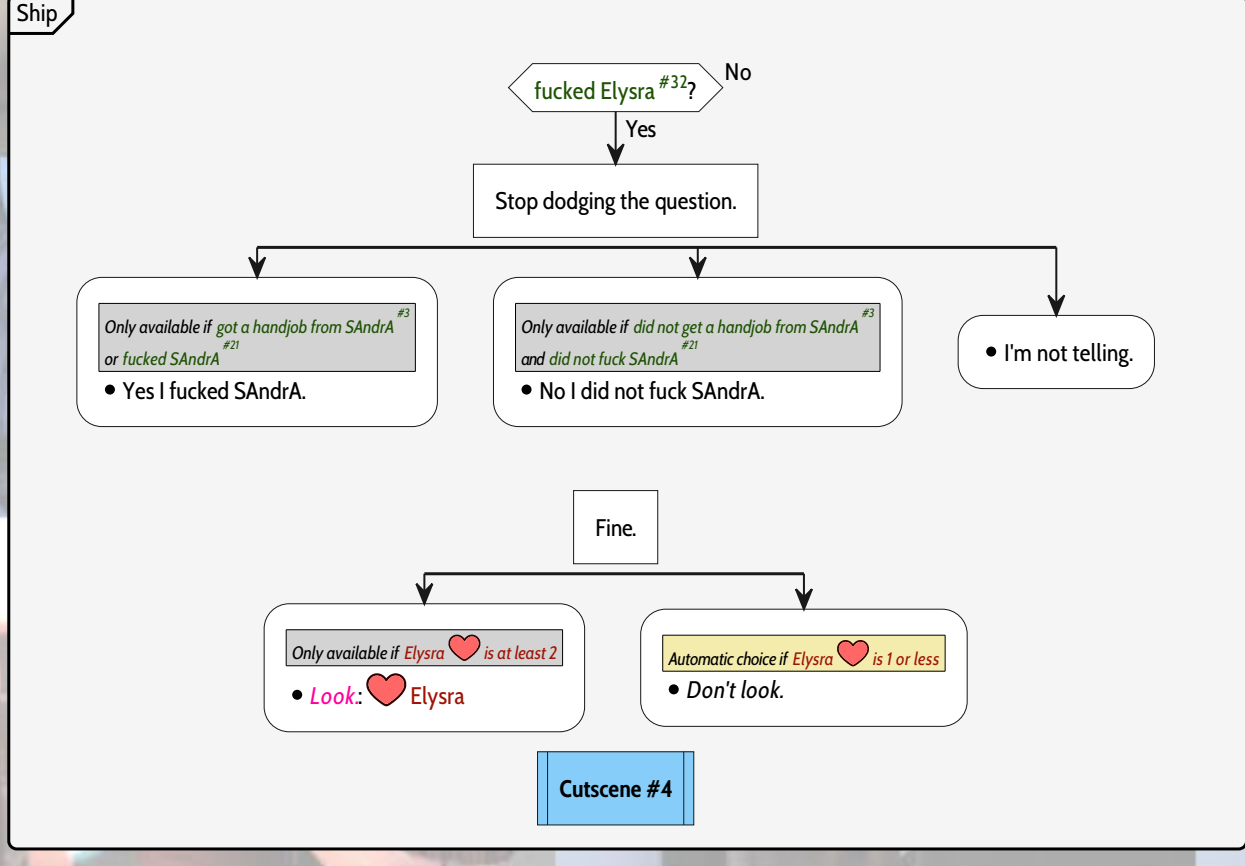 Ship
fucked Elysra #32?
No
Yes
Stop dodging the question.
Only available if got a handjob from SAndrA #3
or fucked SAndrA #21
• Yes I fucked SAndrA.
Only available if did not get a handjob from SAndrA #3
and did not fuck SAndrA #21
• No I did not fuck SAndrA.
• I'm not telling.
Fine.
Only available if Elysra ❤ is at least 2
• Look.: ❤ Elysra
Automatic choice if Elysra ❤ is 1 or less
• Don't look.
Cutscene #4